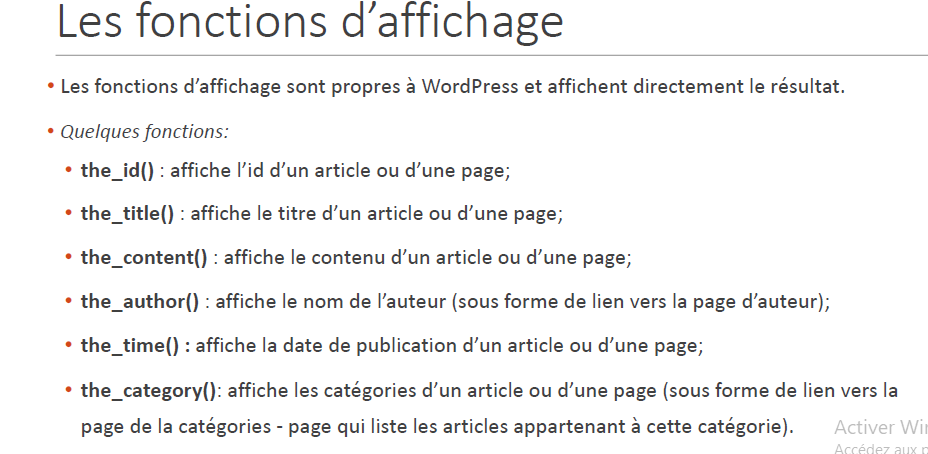 Les fonctions d’affichage
• Les fonctions d’affichage sont propres à WordPress et affichent directement le résultat.
• Quelques fonctions:
• the_id() : affiche l’id d’un article ou d’une page;
• the_title() : affiche le titre d’un article ou d’une page;
• the_content() : affiche le contenu d’un article ou d’une page;
• the_author() : affiche le nom de l’auteur (sous forme de lien vers la page d’auteur);
• the_time() : affiche la date de publication d’un article ou d’une page;
• the_category(): affiche les catégories d’un article ou d’une page (sous forme de lien vers la
page de la catégories - page qui liste les articles appartenant à cette catégorie).
Activer Wi
Accédez aux p